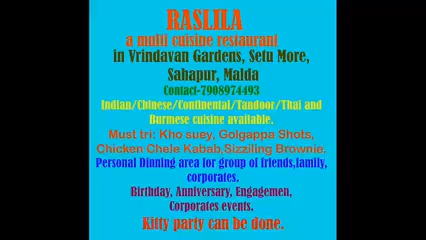 RASLILA
a multi cuisine restaurant
in Vrindavan Gardens, Setu More,
Sahapur, Malda
Contact-7908974493
Indian/Chinese/Continental/Tandoor/Thai and
Burmese cuisine available.
Must tri: Kho suey, Golgappa Shots,
Chicken Chele Kabab,Sizziling Brownie.
Personal Dinning area for group of friends,family,
corporates.
Birthday, Anniversary, Engagemen,
Corporates events.
Kitty party can be done.